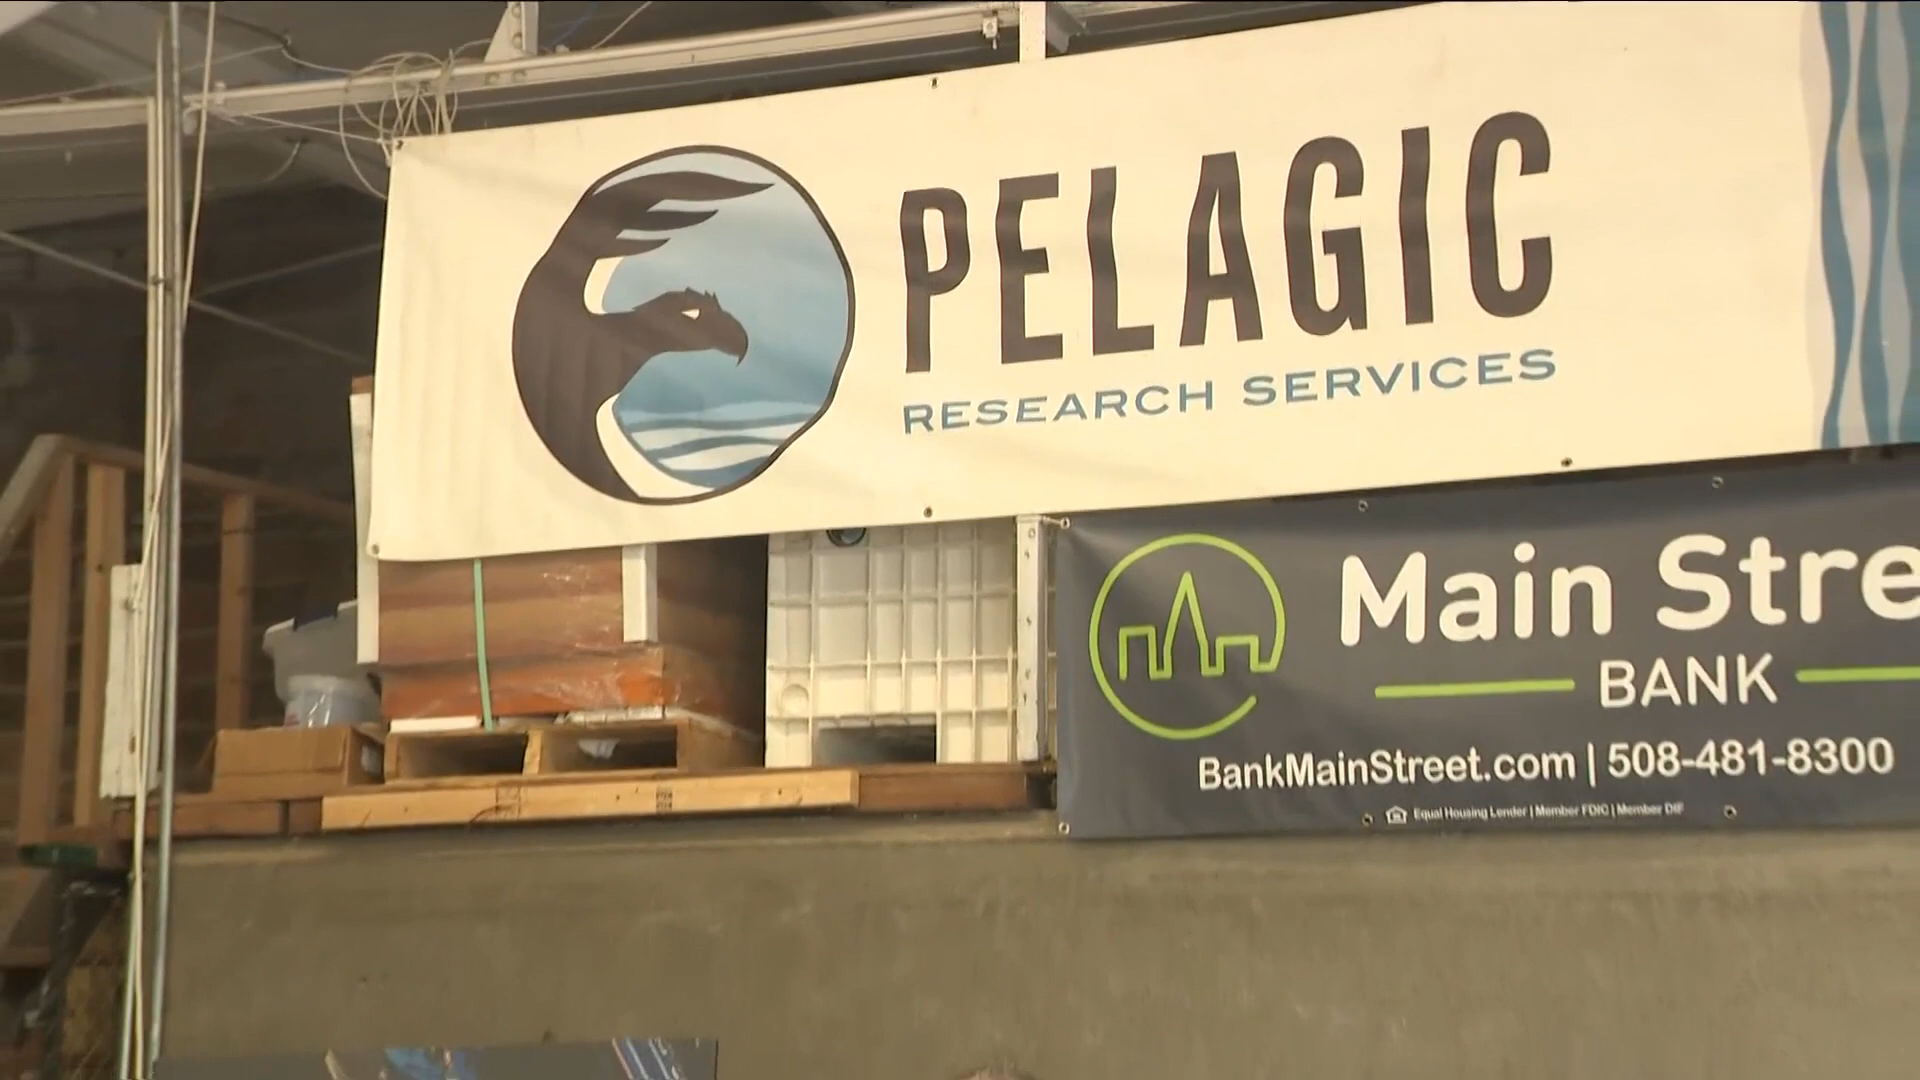 PELAGIC
RESEARCH SERVICES
Main Stre
BANK
BankMainStreet.com | 508-481-8300
Equal Housing Lender | Member FDIC | Member DIF